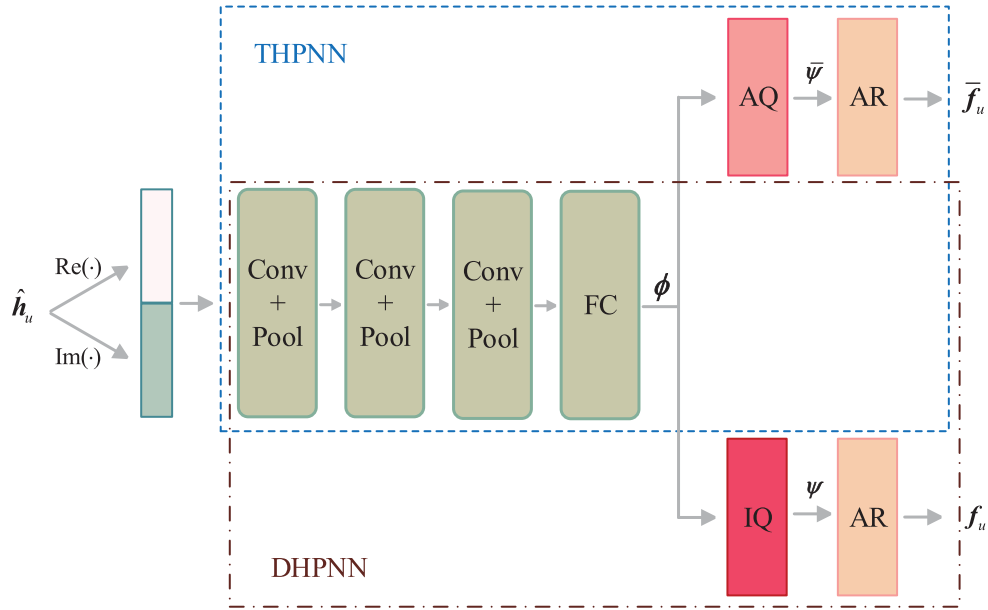 THPNN
AQ
ψ̄
AR
f̄ᵤ
ĥᵤ
Re(·)
Im(·)
Conv
+
Pool
Conv
+
Pool
Conv
+
Pool
FC
ϕ
IQ
ψ
AR
fᵤ
DHPNN